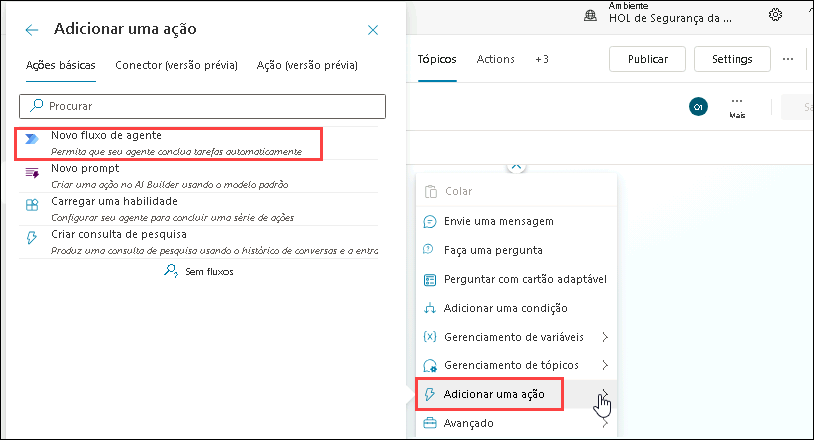 Adicionar uma ação
Ações básicas
Conector (versão prévia)
Ação (versão prévia)
Procurar
Novo fluxo de agente
Permita que seu agente conclua tarefas automaticamente
Novo prompt
Criar uma ação no AI Builder usando o modelo padrão
Carregar uma habilidade
Configurar seu agente para concluir uma série de ações
Criar consulta de pesquisa
Produz uma consulta de pesquisa usando o histórico de conversas e a entra
Sem fluxos
Ambiente
HOL de Segurança da ...
Tópicos
Actions
+3
Publicar
Settings
...
Mais
Colar
Envie uma mensagem
Faça uma pergunta
Perguntar com cartão adaptável
Adicionar uma condição
{x}
Gerenciamento de variáveis
Gerenciamento de tópicos
Adicionar uma ação
Avançado